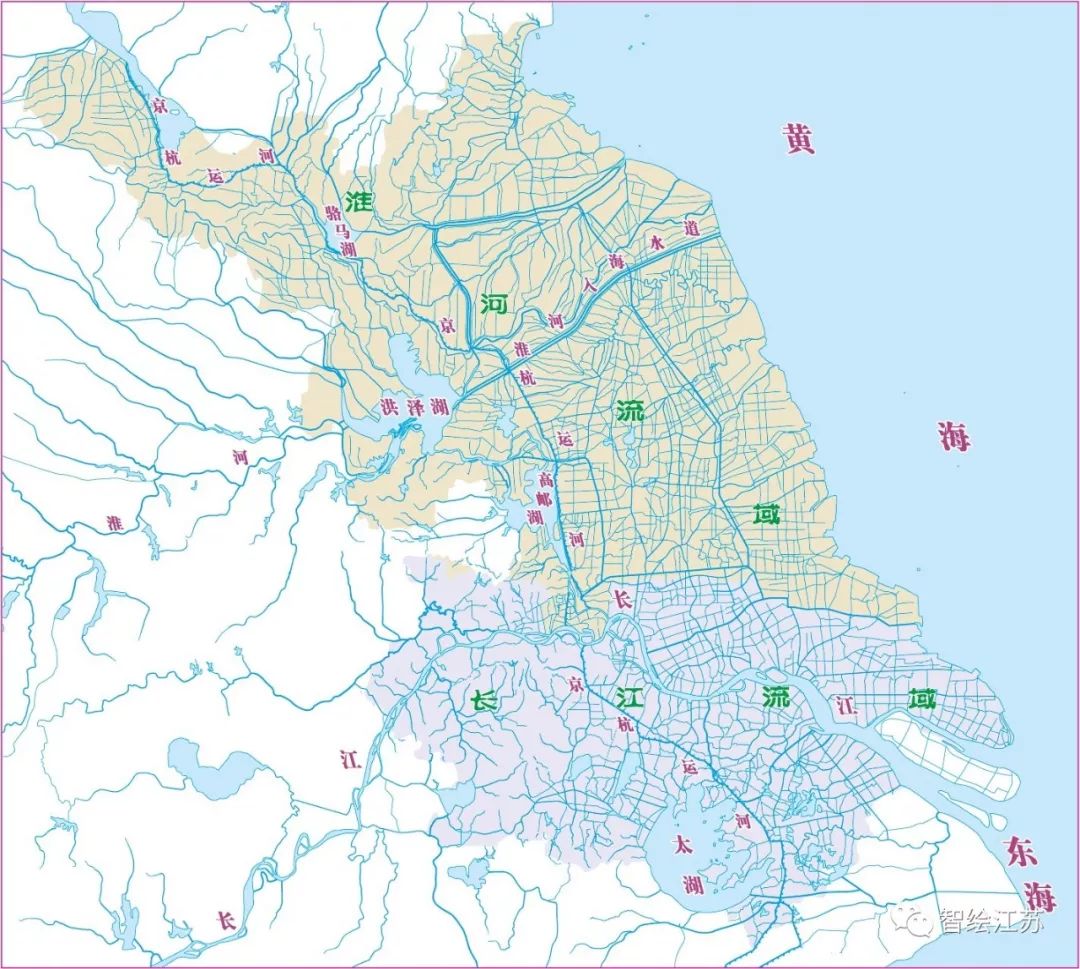 黄海
东海
淮河流域
长江流域
京杭运河
骆马湖
京杭运河
淮河入海水道
洪泽湖
高邮湖
淮河
长江
长江
京杭运河
太湖
智绘江苏